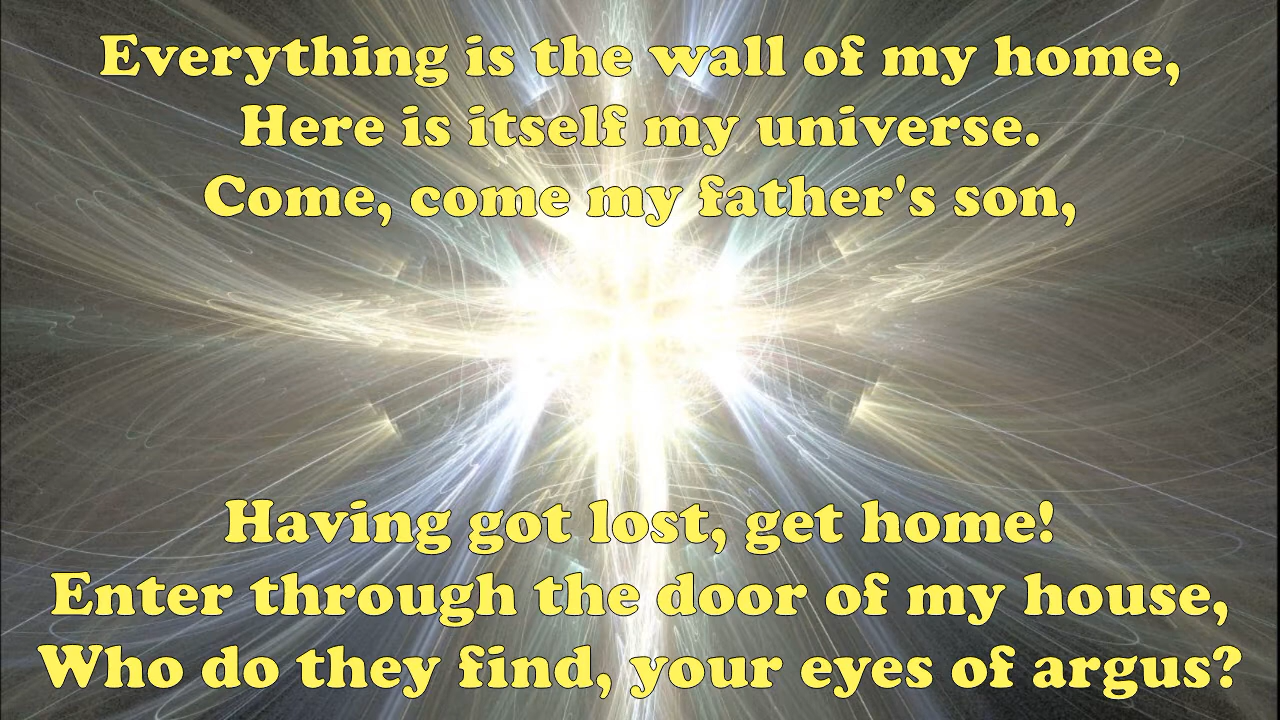 Everything is the wall of my home,
Here is itself my universe.
Come, come my father's son,
Having got lost, get home!
Enter through the door of my house,
Who do they find, your eyes of argus?